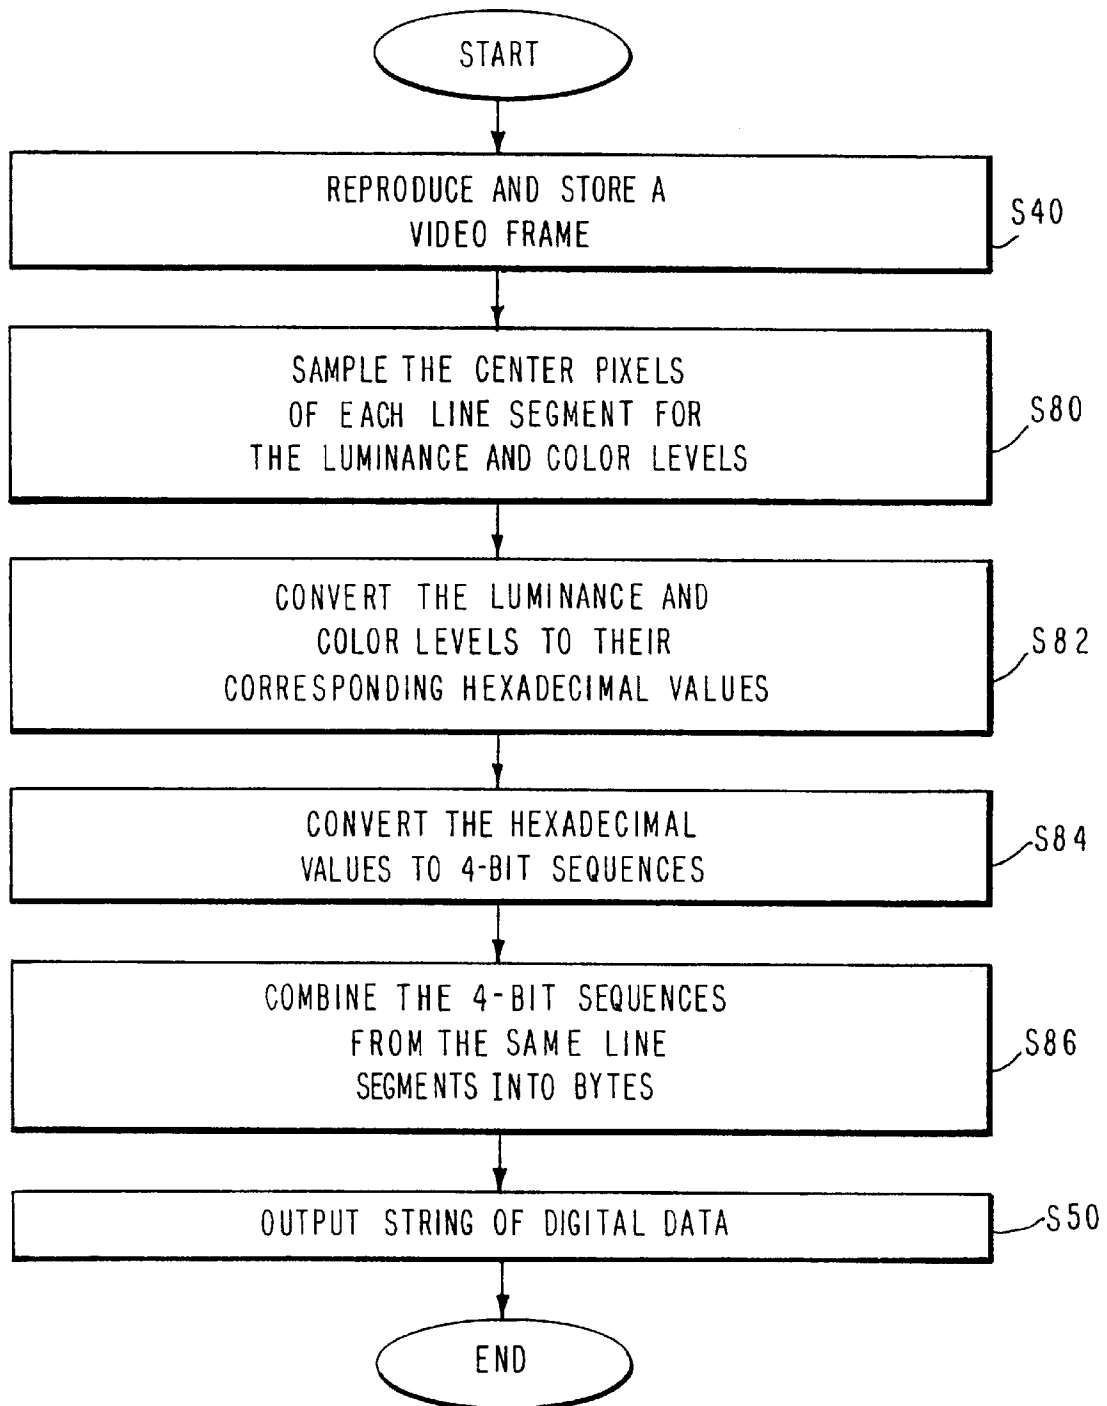 START
REPRODUCE AND STORE A
VIDEO FRAME
S40
SAMPLE THE CENTER PIXELS
OF EACH LINE SEGMENT FOR
THE LUMINANCE AND COLOR LEVELS
S80
CONVERT THE LUMINANCE AND
COLOR LEVELS TO THEIR
CORRESPONDING HEXADECIMAL VALUES
S82
CONVERT THE HEXADECIMAL
VALUES TO 4-BIT SEQUENCES
S84
COMBINE THE 4-BIT SEQUENCES
FROM THE SAME LINE
SEGMENTS INTO BYTES
S86
OUTPUT STRING OF DIGITAL DATA
S50
END